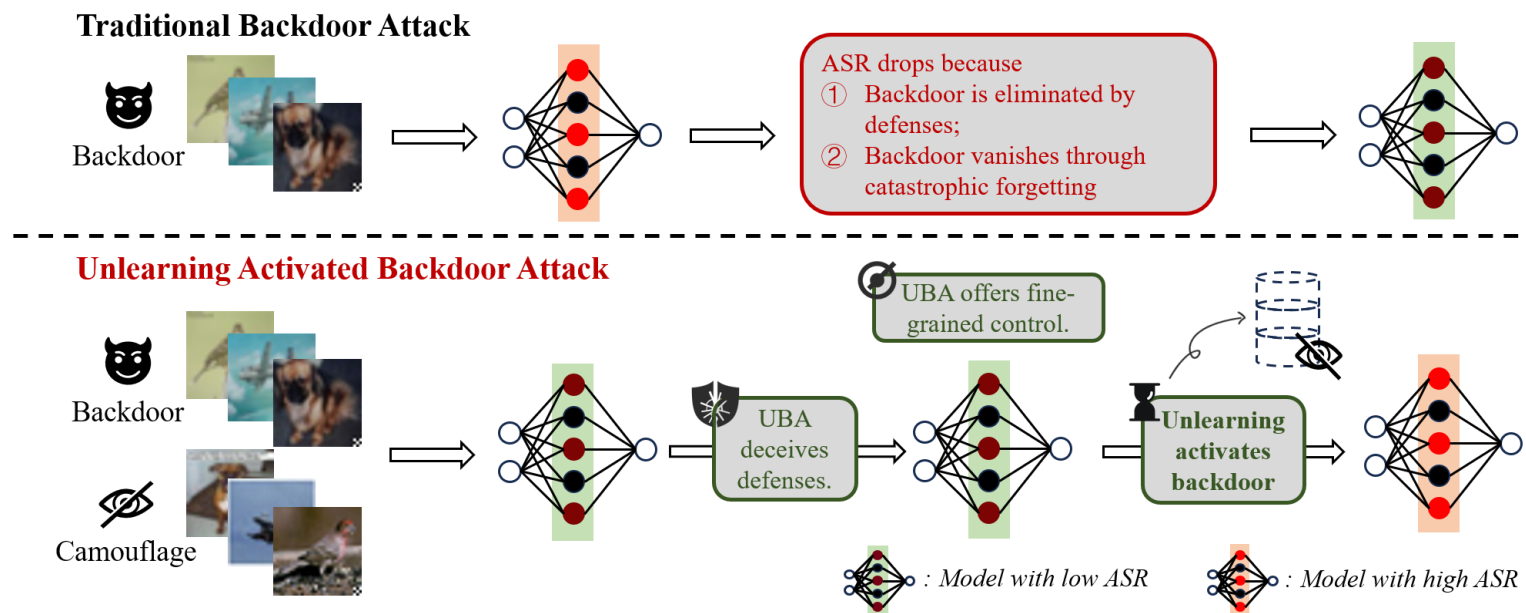 Traditional Backdoor Attack
Backdoor
ASR drops because
① Backdoor is eliminated by
defenses;
② Backdoor vanishes through
catastrophic forgetting
Unlearning Activated Backdoor Attack
Backdoor
Camouflage
UBA
deceives
defenses.
UBA offers fine-
grained control.
Unlearning
activates
backdoor
: Model with low ASR
: Model with high ASR